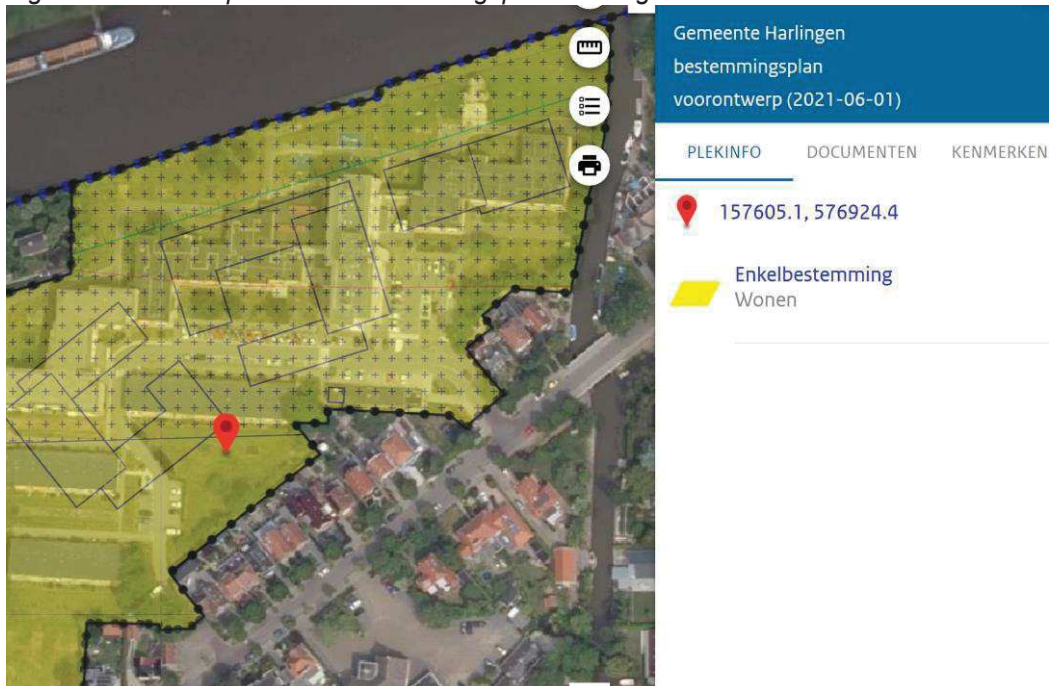 Gemeente Harlingen
bestemmingsplan
voorontwerp (2021-06-01)
PLEKINFO DOCUMENTEN KENMERKEN
157605.1, 576924.4
Enkelbestemming
Wonen